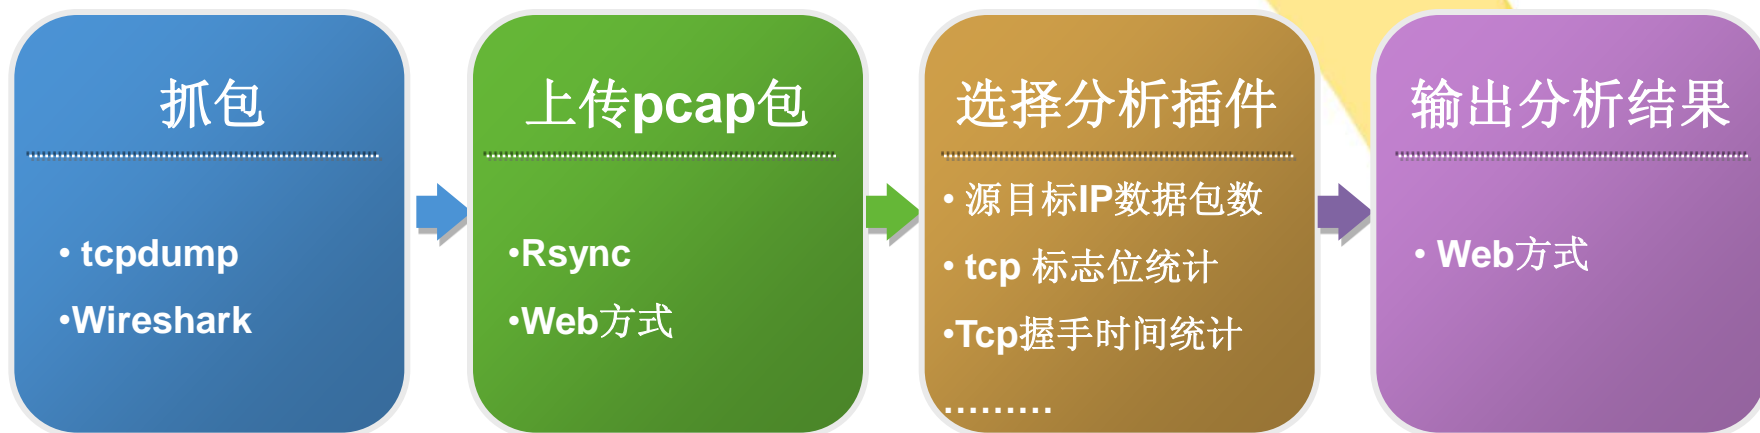 抓包
• tcpdump
•Wireshark
上传pcap包
•Rsync
•Web方式
选择分析插件
• 源目标IP数据包数
• tcp 标志位统计
•Tcp握手时间统计
………
输出分析结果
• Web方式